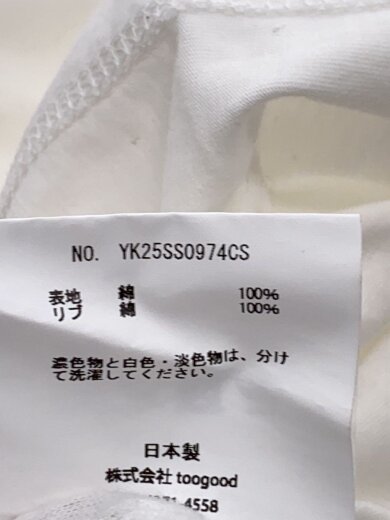 NO. YK25SS0974CS
表地 綿 100%
リブ 綿 100%
濃色物と白色・淡色物は、分け
て洗濯してください。
日本製
株式会社 toogood
4558